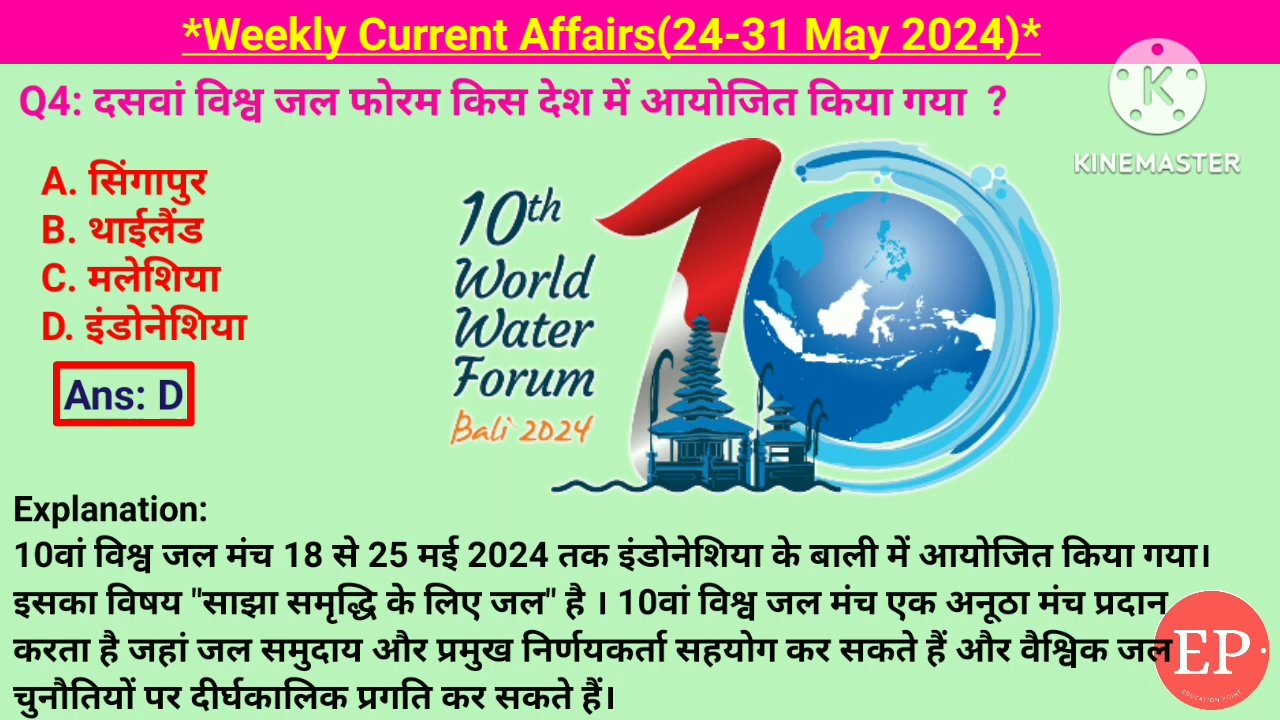 *Weekly Current Affairs(24-31 May 2024)*
Q4: दसवां विश्व जल फोरम किस देश में आयोजित किया गया ?
KINEMASTER
A. सिंगापुर
B. थाईलैंड
C. मलेशिया
D. इंडोनेशिया
Ans: D
10th
World
Water
Forum
Bali 2024
Explanation:
10वां विश्व जल मंच 18 से 25 मई 2024 तक इंडोनेशिया के बाली में आयोजित किया गया।
इसका विषय "साझा समृद्धि के लिए जल" है । 10वां विश्व जल मंच एक अनूठा मंच प्रदान
करता है जहां जल समुदाय और प्रमुख निर्णयकर्ता सहयोग कर सकते हैं और वैश्विक जल
चुनौतियों पर दीर्घकालिक प्रगति कर सकते हैं।
EP
EDUCATION POINT